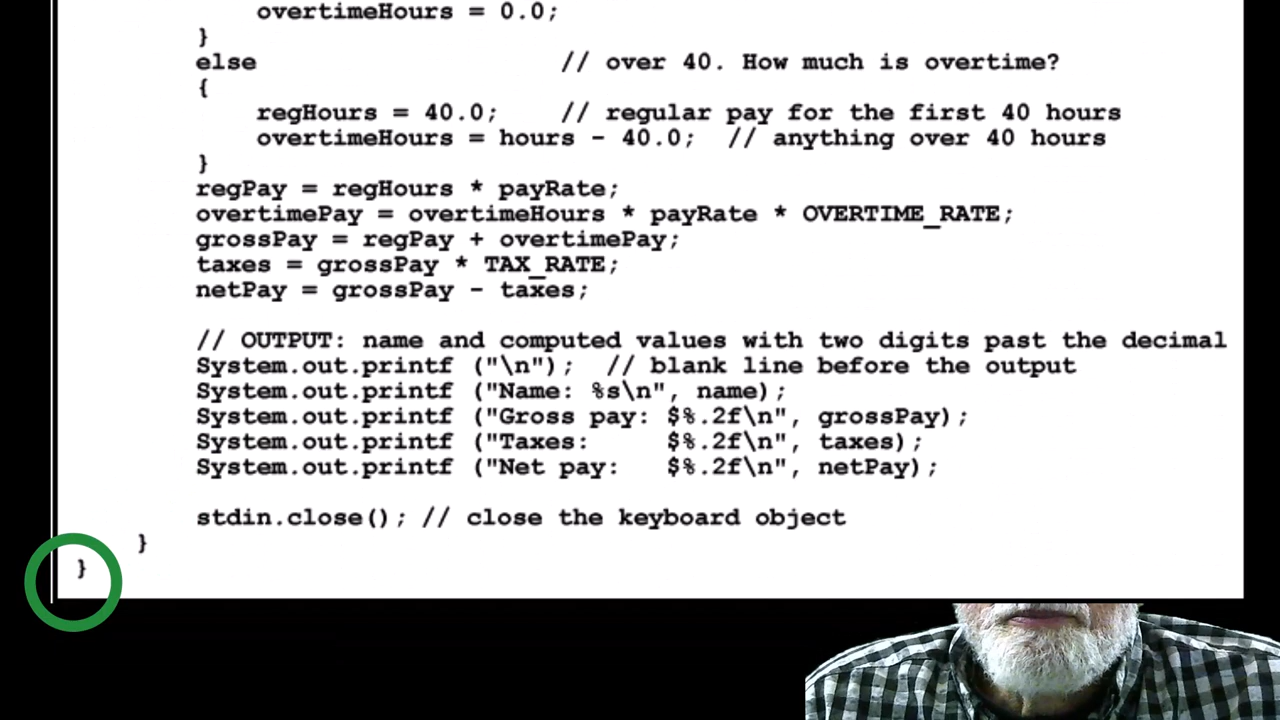 overtimeHours = 0.0;
}
else // over 40. How much is overtime?
{
regHours = 40.0; // regular pay for the first 40 hours
overtimeHours = hours - 40.0; // anything over 40 hours
}
regPay = regHours * payRate;
overtimePay = overtimeHours * payRate * OVERTIME_RATE;
grossPay = regPay + overtimePay;
taxes = grossPay * TAX_RATE;
netPay = grossPay - taxes;
// OUTPUT: name and computed values with two digits past the decimal
System.out.printf ("\n"); // blank line before the output
System.out.printf ("Name: %s\n", name);
System.out.printf ("Gross pay: $%.2f\n", grossPay);
System.out.printf ("Taxes:     $%.2f\n", taxes);
System.out.printf ("Net pay:   $%.2f\n", netPay);
stdin.close(); // close the keyboard object
}
}